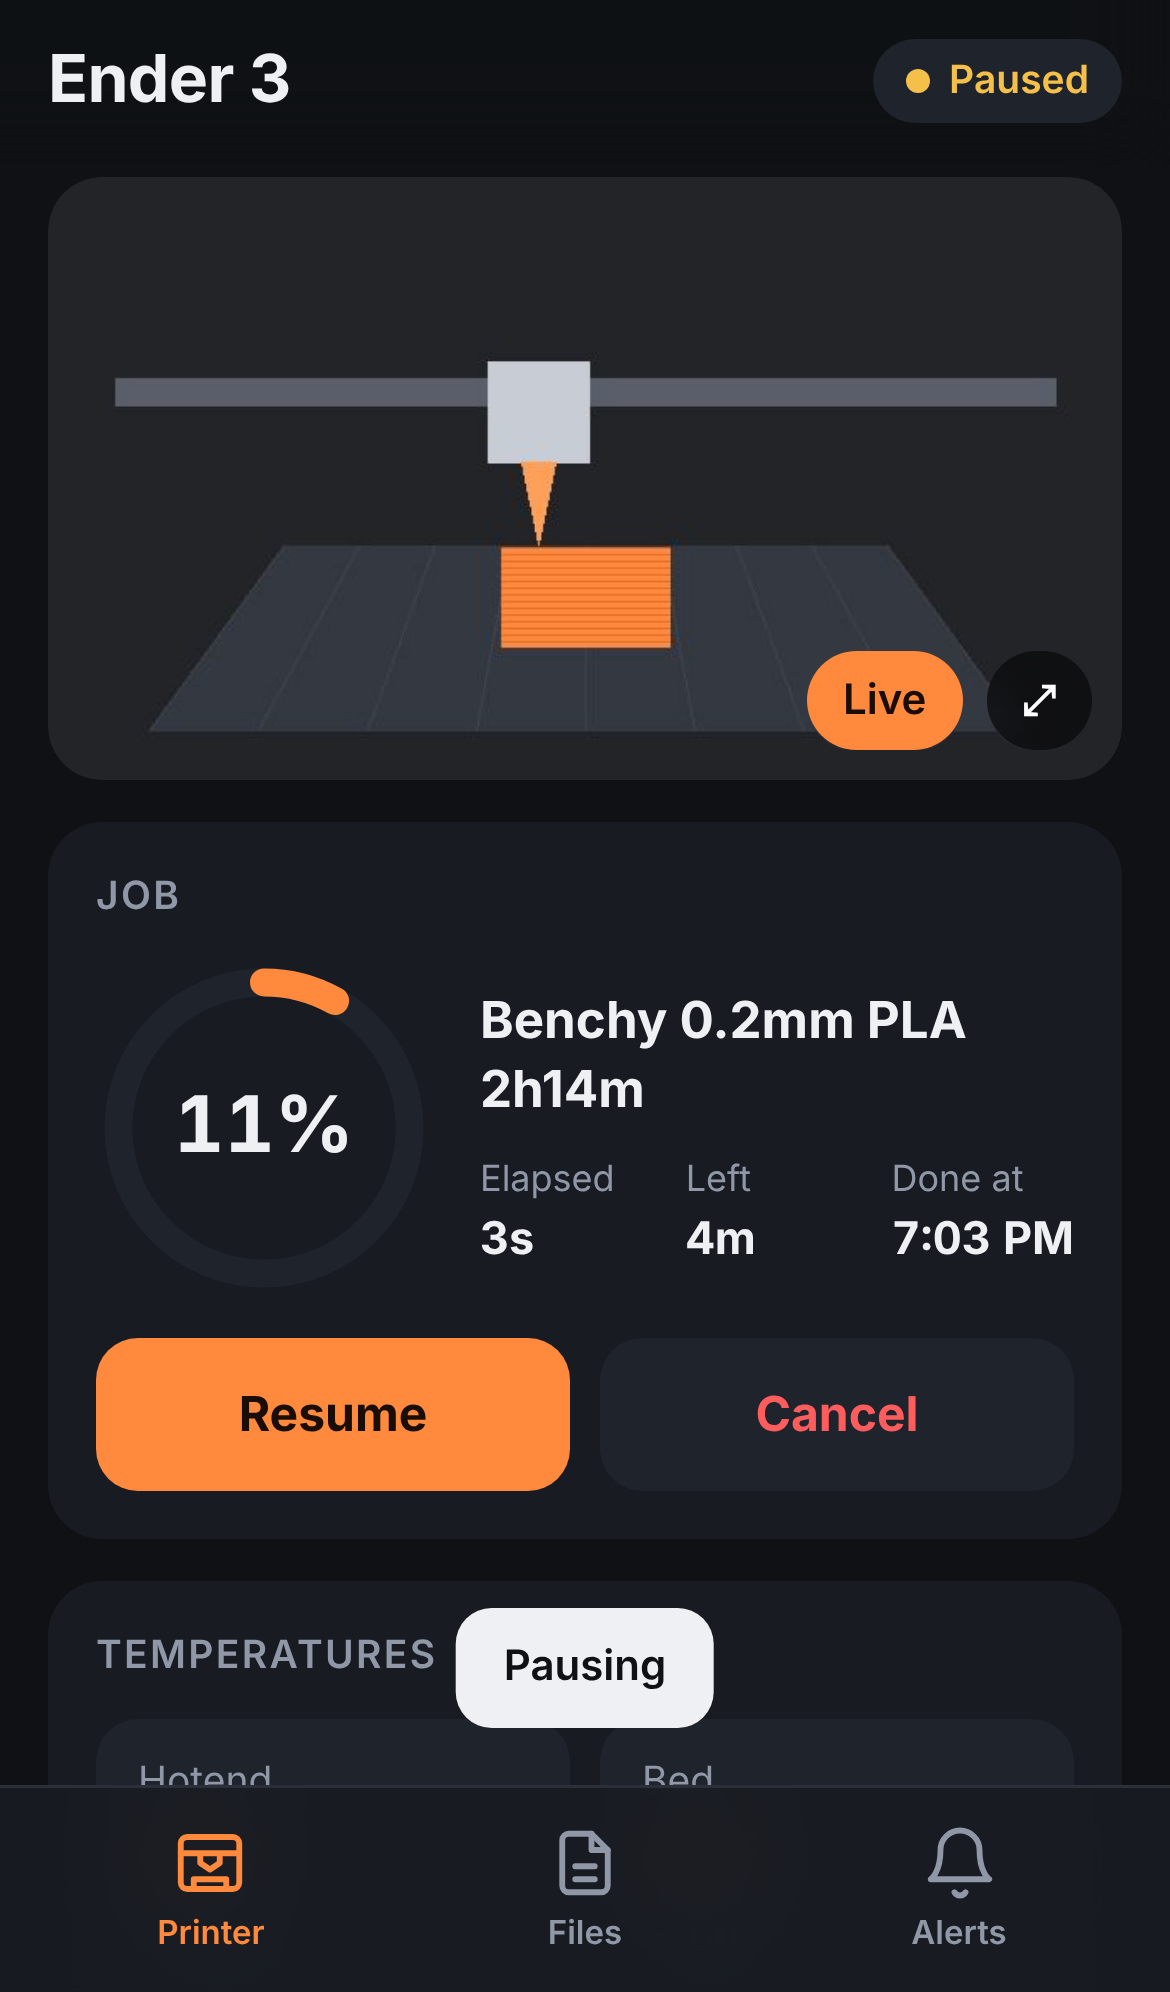 Ender 3
Paused
Live
JOB
11%
Benchy 0.2mm PLA
2h14m
Elapsed Left Done at
3s 4m 7:03 PM
Resume Cancel
TEMPERATURES
Pausing
Hotend Bed
Printer Files Alerts